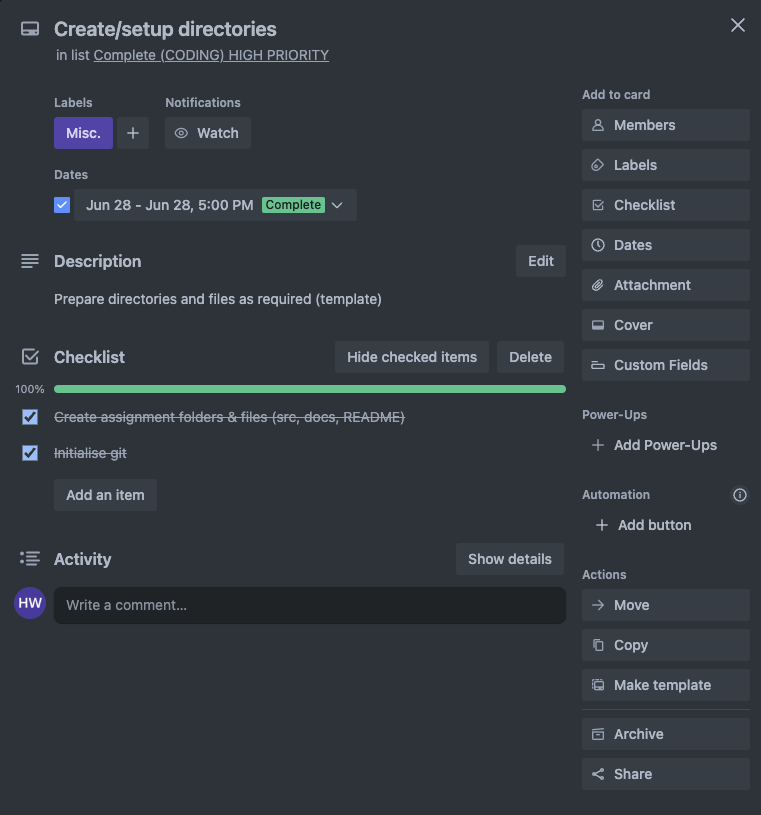 Create/setup directories
in list Complete (CODING) HIGH PRIORITY
Labels
Misc.
Notifications
Watch
Dates
Jun 28 - Jun 28, 5:00 PM Complete
Description
Edit
Prepare directories and files as required (template)
Checklist
Hide checked items
Delete
100%
Create assignment folders & files (src, docs, README)
Initialise git
Add an item
Activity
Show details
HW
Write a comment...
Add to card
Members
Labels
Checklist
Dates
Attachment
Cover
Custom Fields
Power-Ups
Add Power-Ups
Automation
Add button
Actions
Move
Copy
Make template
Archive
Share